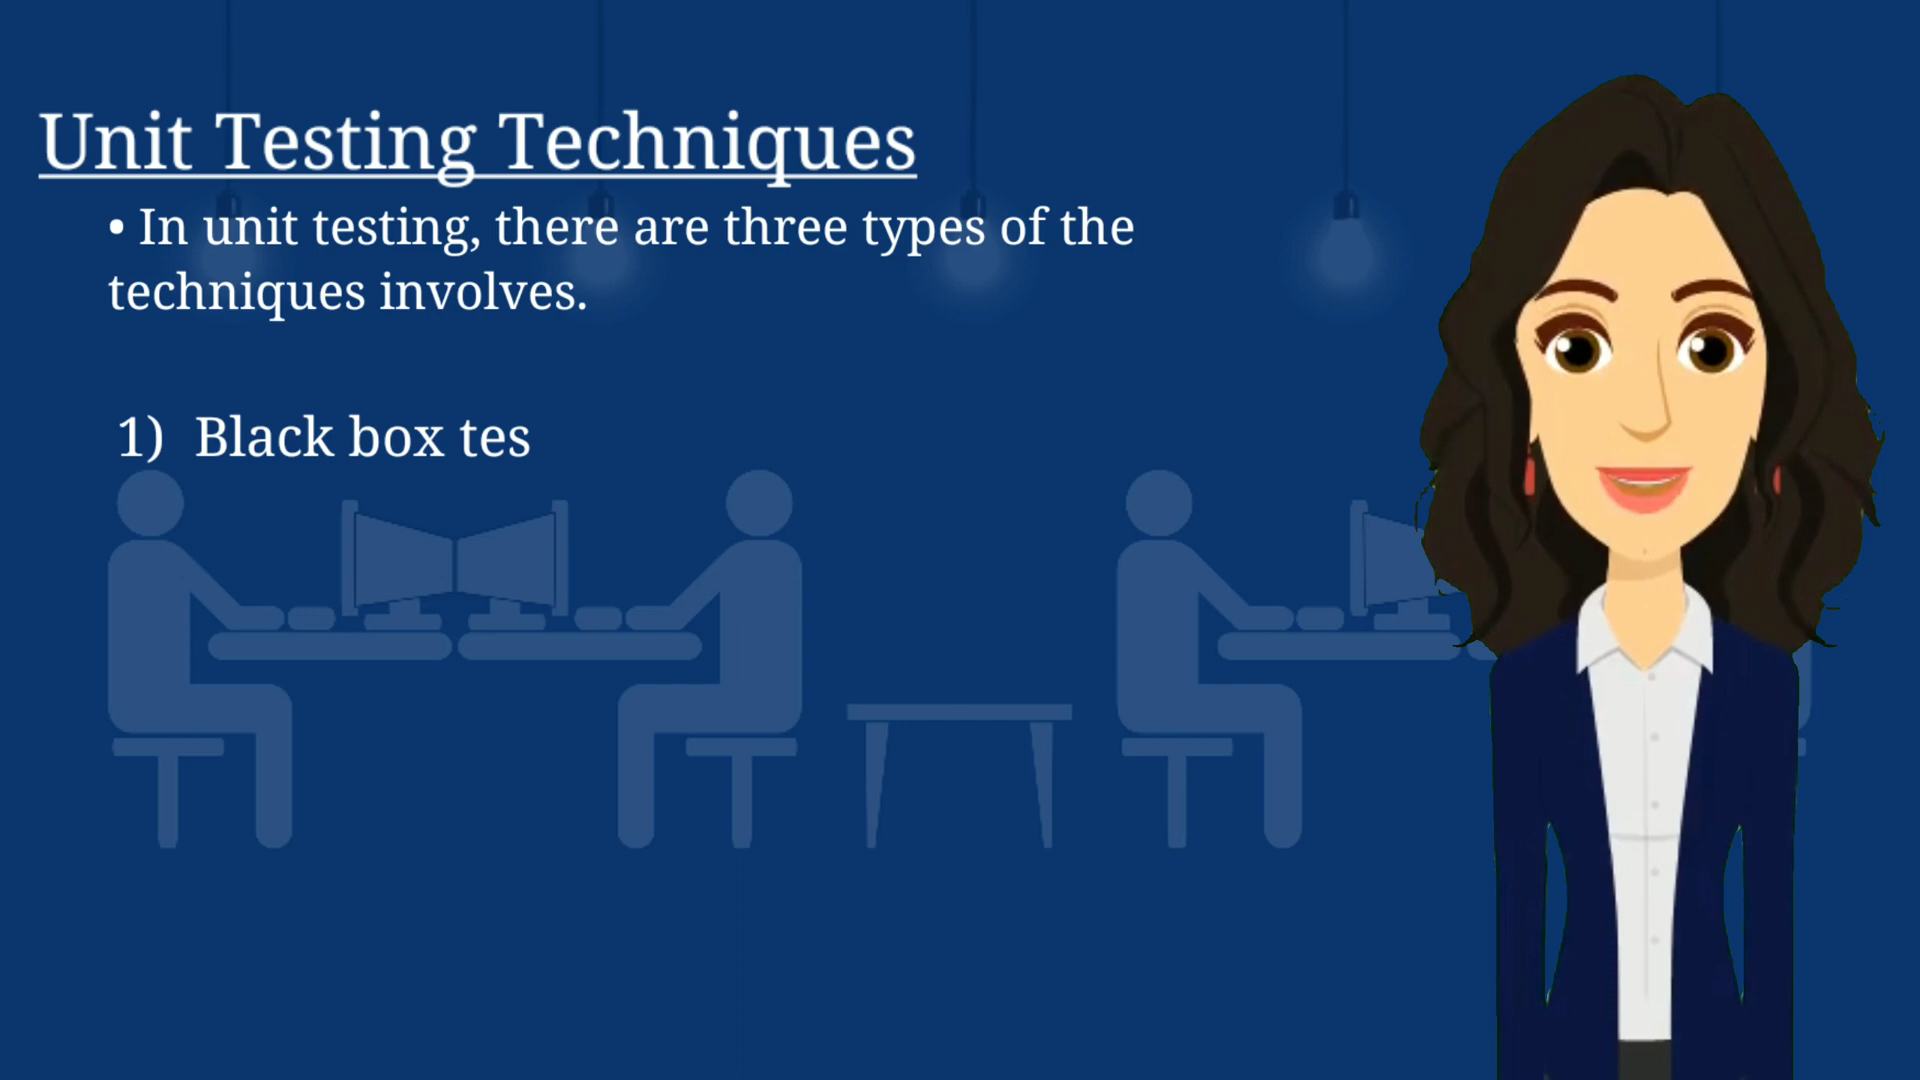 Unit Testing Techniques
• In unit testing, there are three types of the
techniques involves.
1) Black box tes